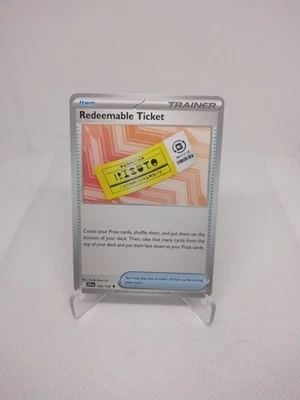 Item
TRAINER
Redeemable Ticket
Count your Prize cards, shuffle them, and put them on the
bottom of your deck. Then, take that many cards from the
top of your deck and put them face down as your Prize cards.
You may play any number of Item cards during
your turn.